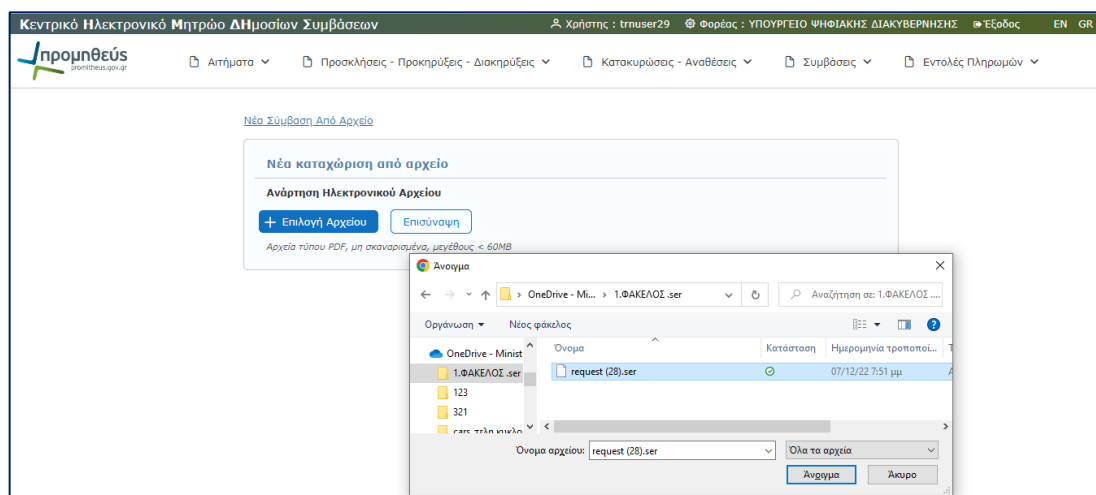 Κεντρικό Ηλεκτρονικό Μητρώο ΔΗμοσίων Συμβάσεων Χρήστης : trnuser29 Φορέας : ΥΠΟΥΡΓΕΙΟ ΨΗΦΙΑΚΗΣ ΔΙΑΚΥΒΕΡΝΗΣΗΣ Έξοδος EN GR
προμηθεύς
promitheus.gov.gr
Αιτήματα Προσκλήσεις - Προκηρύξεις - Διακηρύξεις Κατακυρώσεις - Αναθέσεις Συμβάσεις Εντολές Πληρωμών
Νέα Σύμβαση Από Αρχείο
Νέα καταχώριση από αρχείο
Ανάρτηση Ηλεκτρονικού Αρχείου
+ Επιλογή Αρχείου Επισύναψη
Αρχεία τύπου PDF, μη σκαναρισμένα, μεγέθους < 60MB
Άνοιγμα
OneDrive - Mi... › 1.ΦΑΚΕΛΟΣ .ser Αναζήτηση σε: 1.ΦΑΚΕΛΟΣ ....
Οργάνωση Νέος φάκελος
OneDrive - Minist Όνομα Κατάσταση Ημερομηνία τροποποί...
1.ΦΑΚΕΛΟΣ .ser request (28).ser 07/12/22 7:51 μμ
123
321
cars τελη κυκλο
Όνομα αρχείου: request (28).ser Όλα τα αρχεία
Άνοιγμα Άκυρο